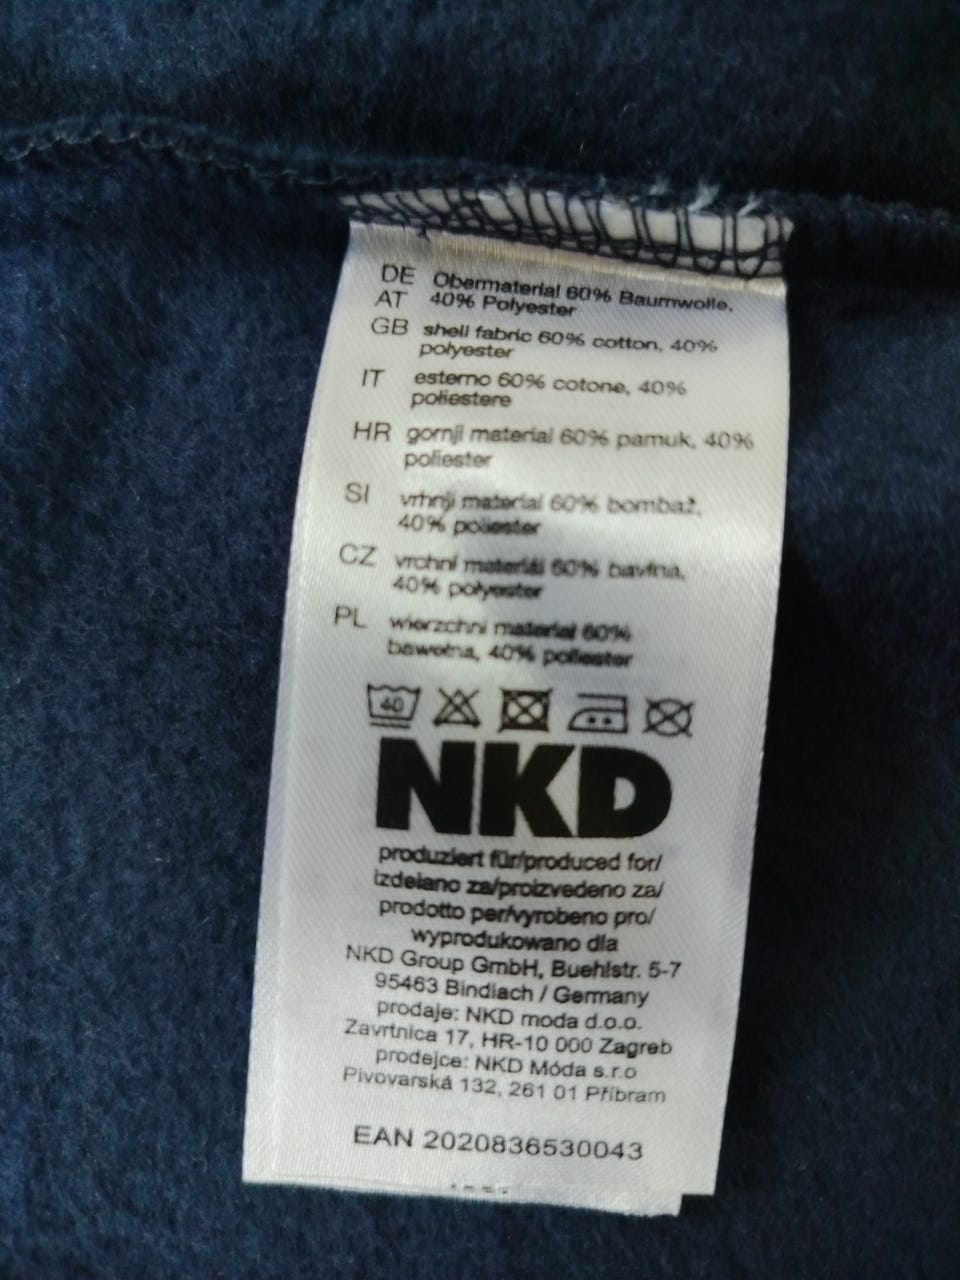 DE Obermaterial 60% Baumwolle,
AT 40% Polyester
GB shell fabric 60% cotton, 40%
polyester
IT esterno 60% cotone, 40%
poliestere
HR gornji material 60% pamuk, 40%
poliester
SI vrhnji material 60% bombaž,
40% poliester
CZ vrchní materiál 60% bavlna,
40% polyester
PL wierzchni materiał 60%
bawełna, 40% poliester
40
NKD
produziert für/produced for/
izdelano za/proizvedeno za/
prodotto per/vyrobeno pro/
wyprodukowano dla
NKD Group GmbH, Buehlstr. 5-7
95463 Bindlach / Germany
prodaje: NKD moda d.o.o.
Zavrtnica 17, HR-10 000 Zagreb
prodejce: NKD Móda s.r.o
Pivovarská 132, 261 01 Příbram
EAN 2020836530043